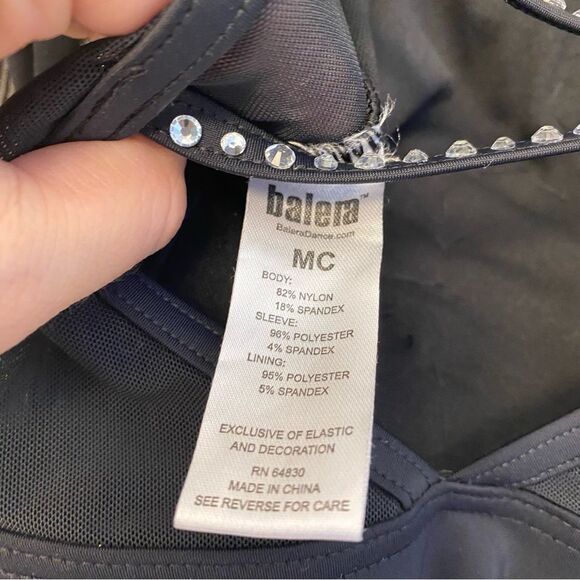 balera™
BaleraDance.com
MC
BODY:
82% NYLON
18% SPANDEX
SLEEVE:
96% POLYESTER
4% SPANDEX
LINING:
95% POLYESTER
5% SPANDEX
EXCLUSIVE OF ELASTIC
AND DECORATION
RN 64830
MADE IN CHINA
SEE REVERSE FOR CARE